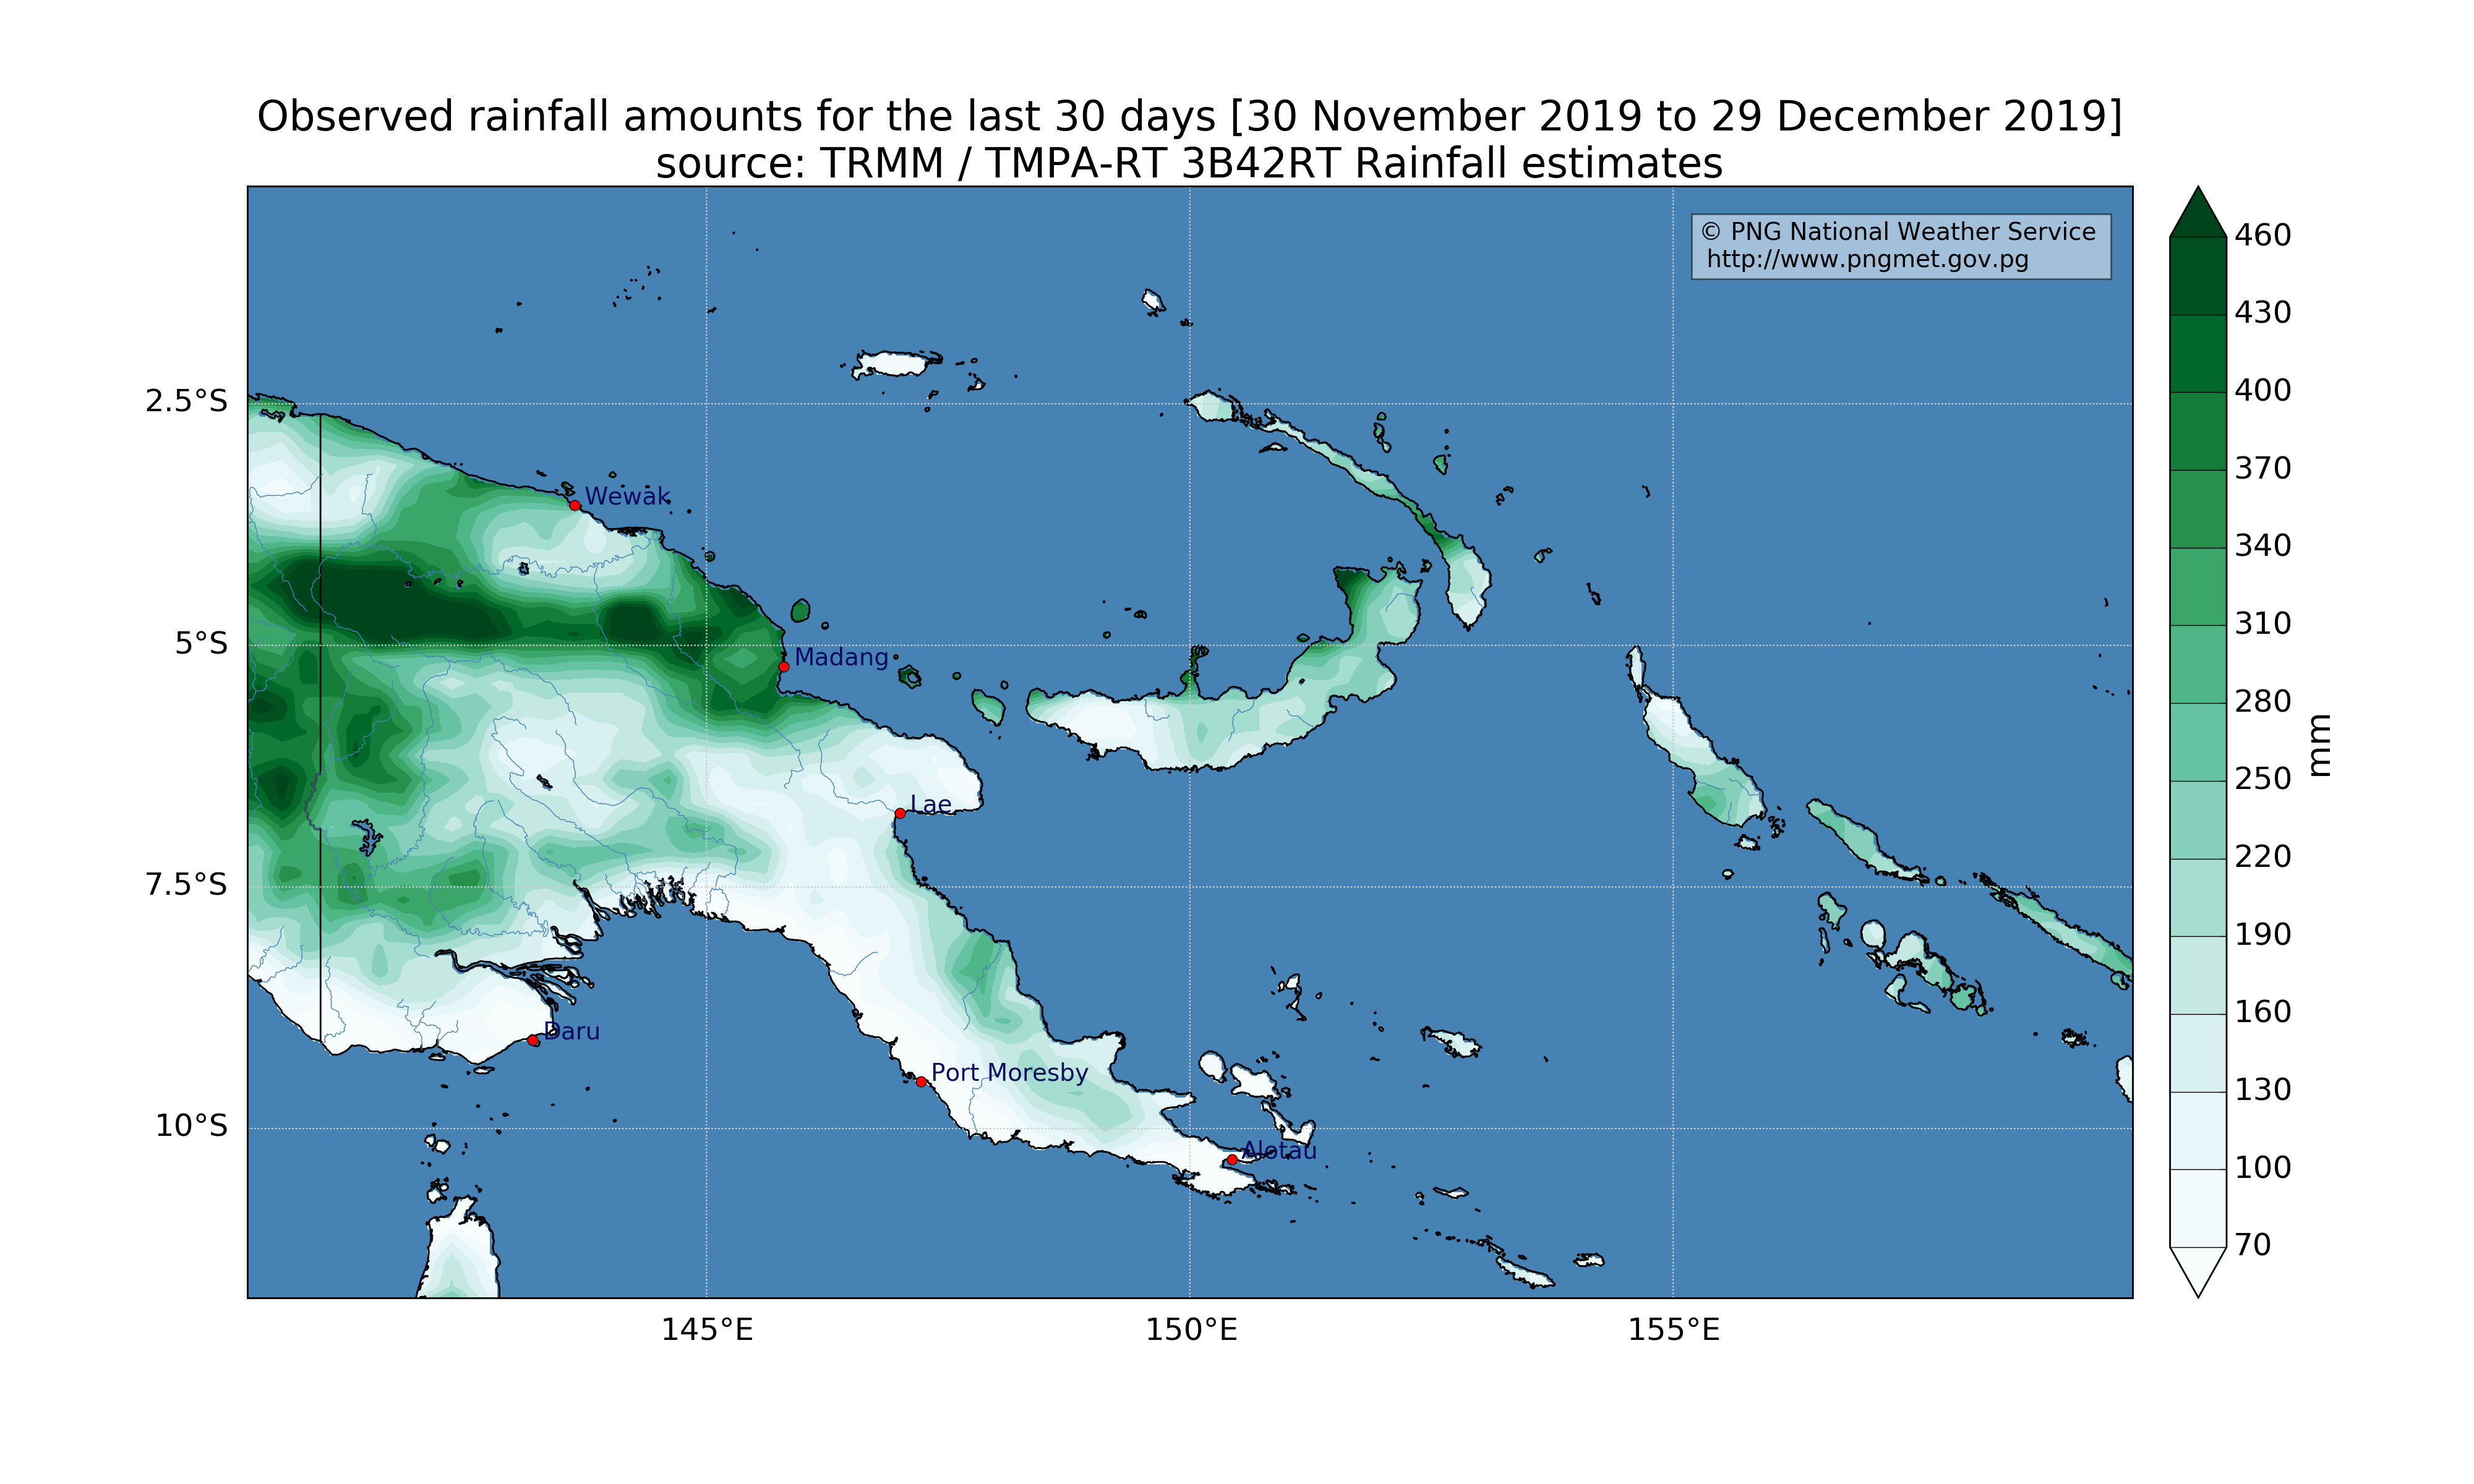 Observed rainfall amounts for the last 30 days [30 November 2019 to 29 December 2019]
source: TRMM / TMPA-RT 3B42RT Rainfall estimates
© PNG National Weather Service
http://www.pngmet.gov.pg
460
430
400
370
340
310
280
250
220
190
160
130
100
70
mm
2.5°S
5°S
7.5°S
10°S
Wewak
Madang
Lae
Daru
Port Moresby
Alotau
145°E
150°E
155°E